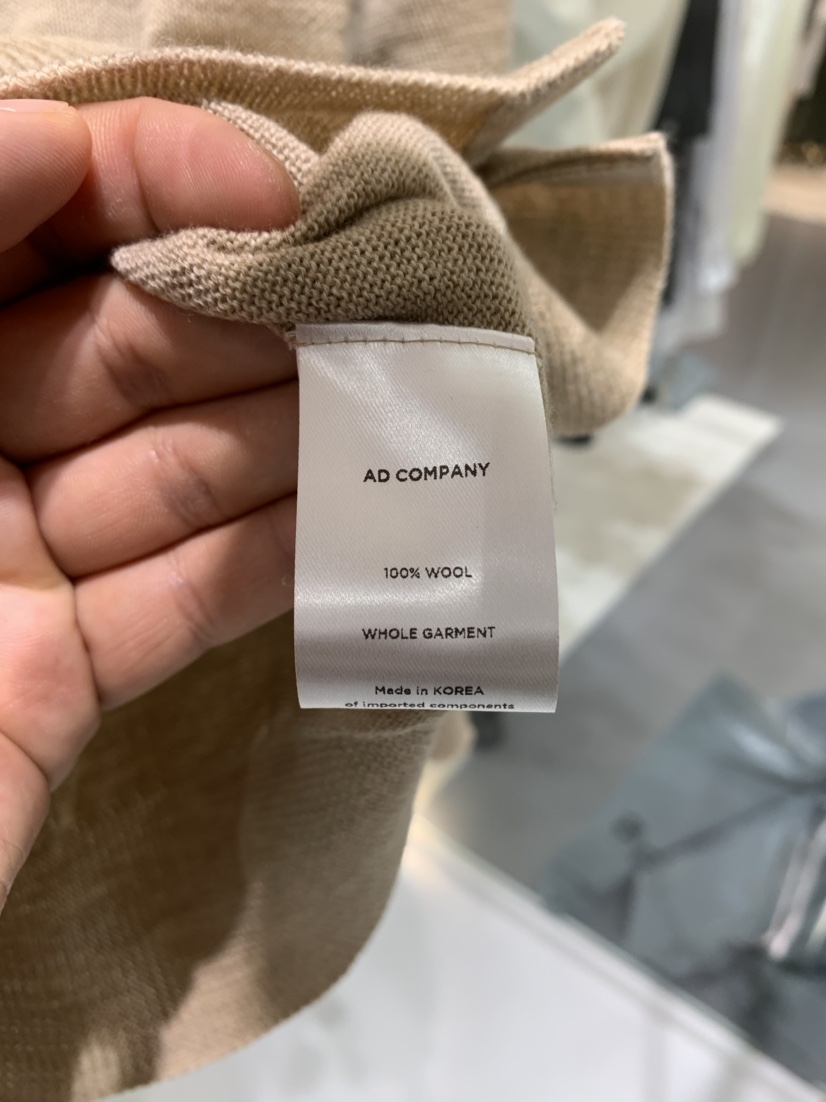 AD COMPANY
100% WOOL
WHOLE GARMENT
Made in KOREA
of imported components